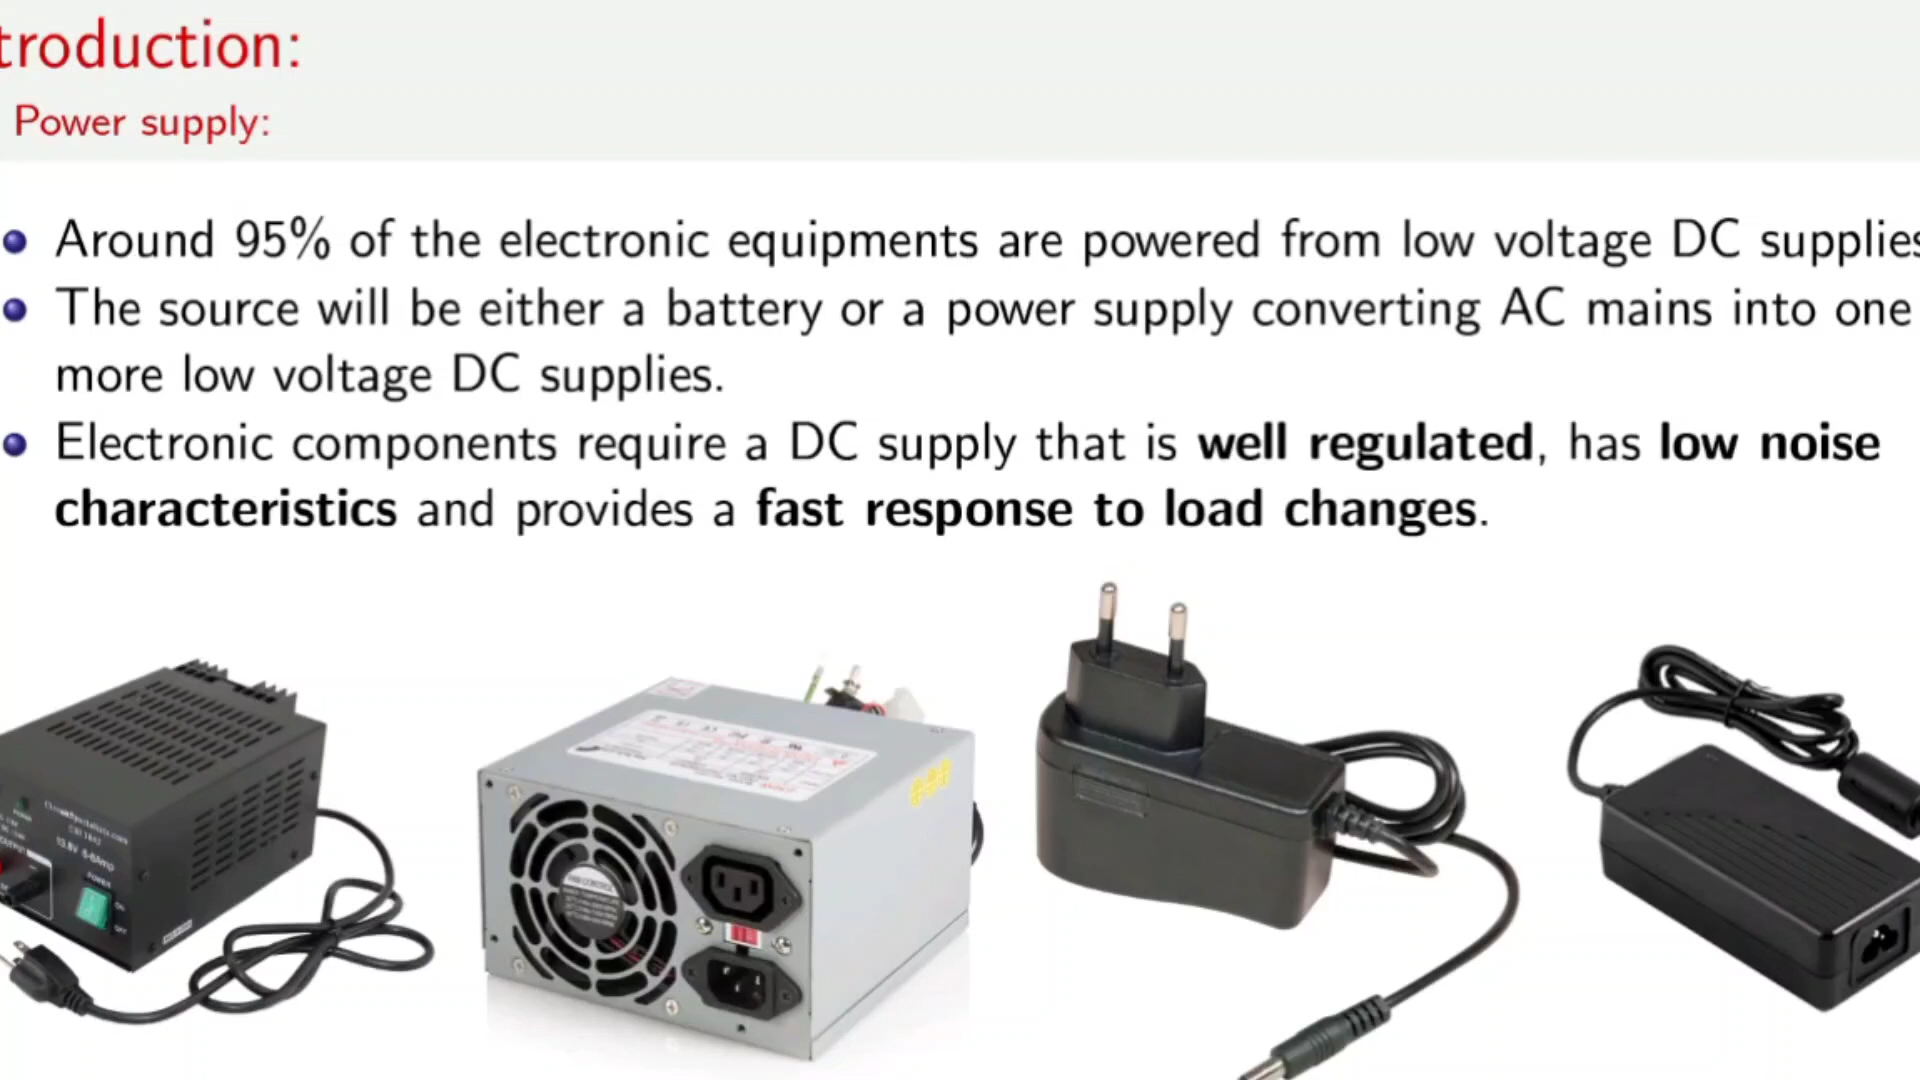 troduction:
Power supply:
Around 95% of the electronic equipments are powered from low voltage DC supplies
The source will be either a battery or a power supply converting AC mains into one
more low voltage DC supplies.
Electronic components require a DC supply that is well regulated, has low noise
characteristics and provides a fast response to load changes.
POWER